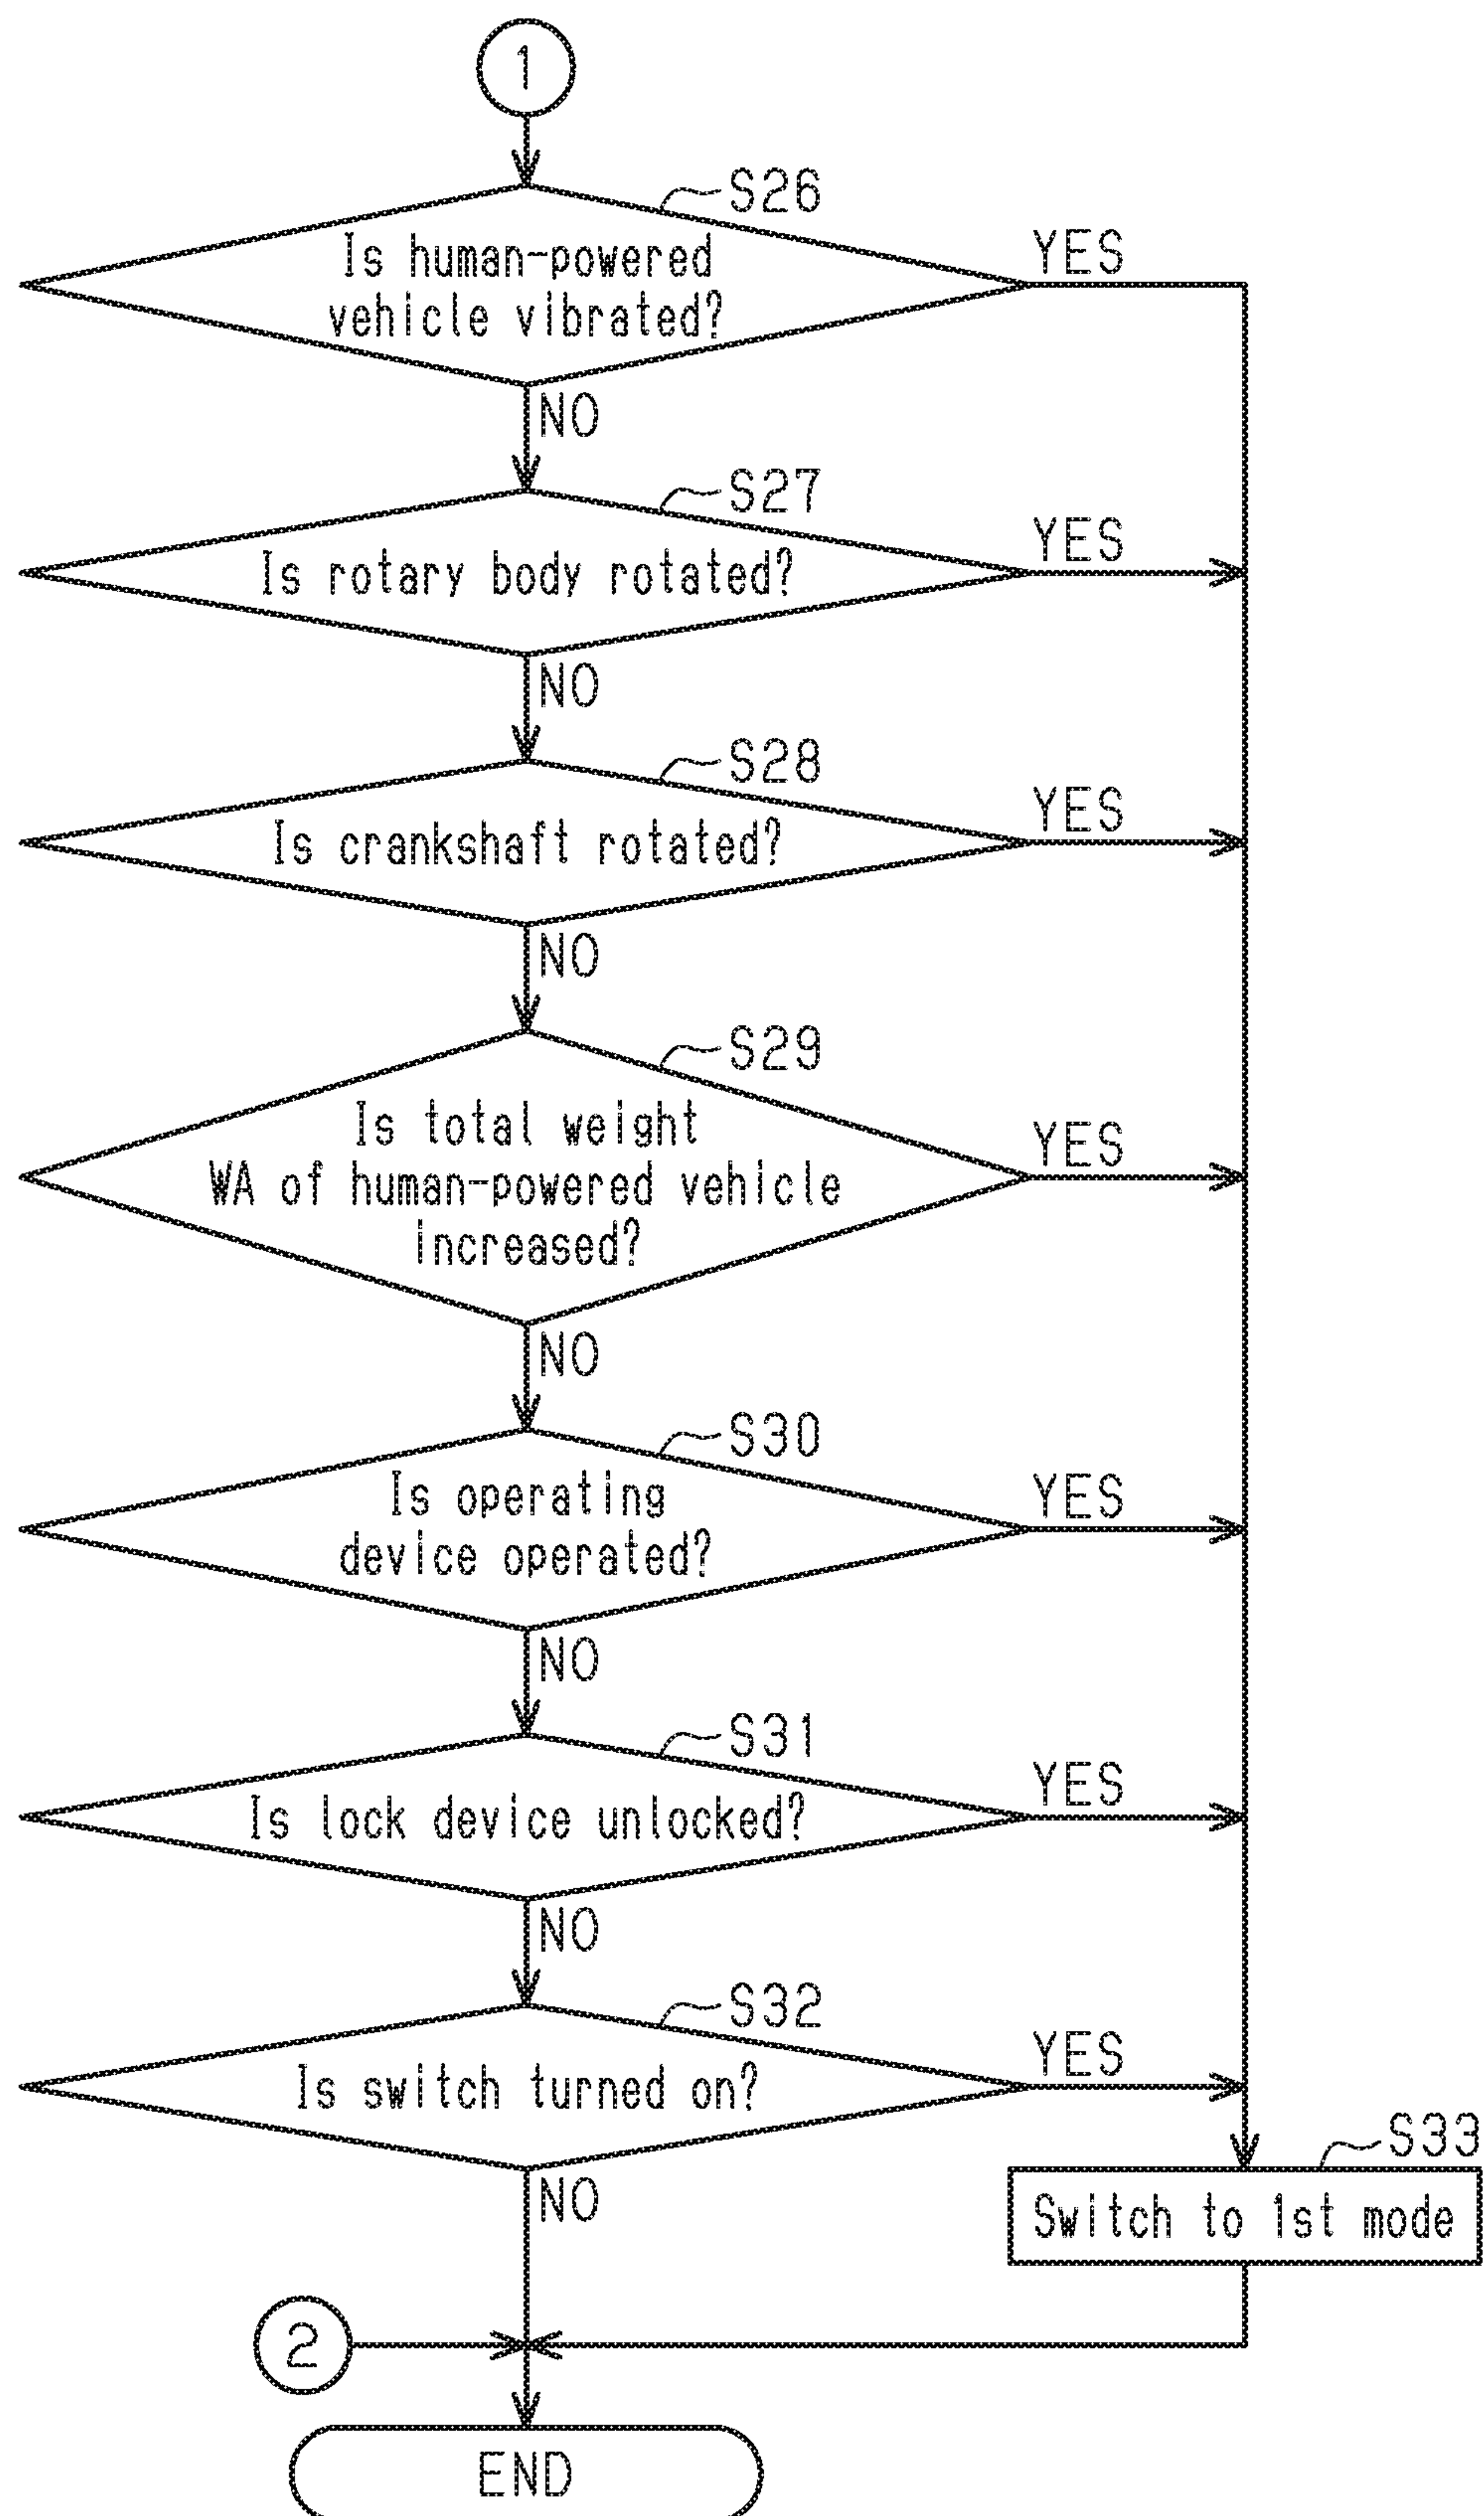 1
S26
Is human-powered
vehicle vibrated?
YES
NO
S27
Is rotary body rotated?
YES
NO
S28
Is crankshaft rotated?
YES
NO
S29
Is total weight
WA of human-powered vehicle
increased?
YES
NO
S30
Is operating
device operated?
YES
NO
S31
Is lock device unlocked?
YES
NO
S32
Is switch turned on?
YES
NO
S33
Switch to 1st mode
2
END